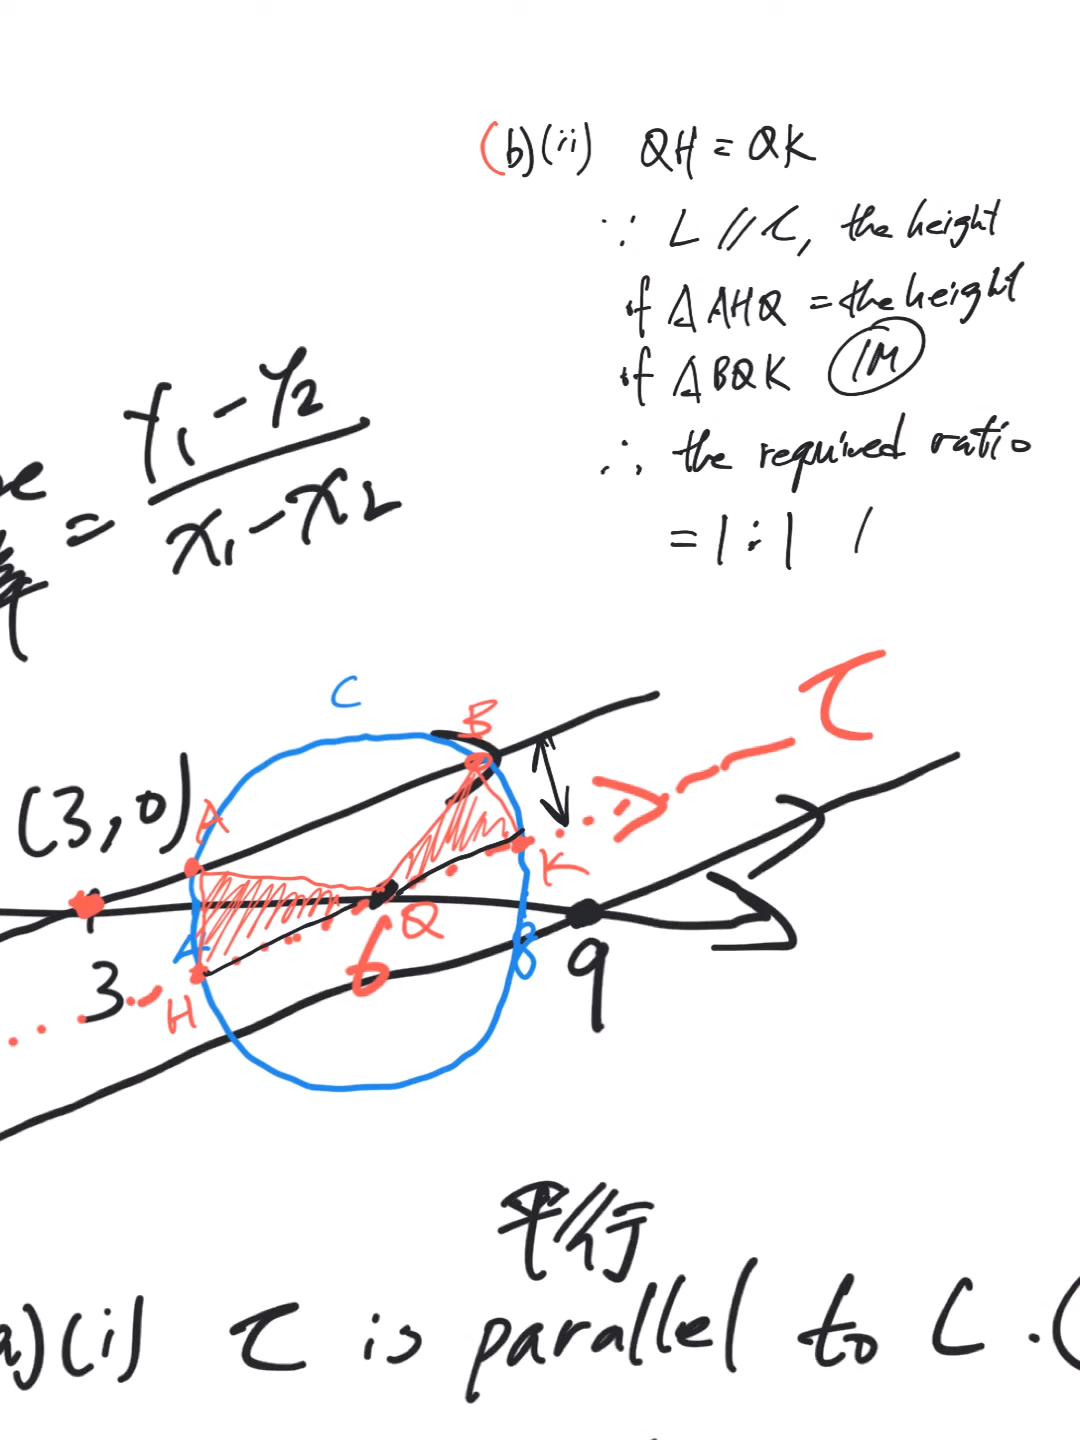 (b)(ii) QH = QK
∵ L // τ, the height
of △AHQ = the height
of △BQK (1M)
∴ the required ratio
= 1 : 1 /
= y₁ - y₂ / x₁ - x₂
C
B
τ
(3,0)
A
K
Q
A
B
9
6
3
H
平行
a)(i) τ is parallel to L. (